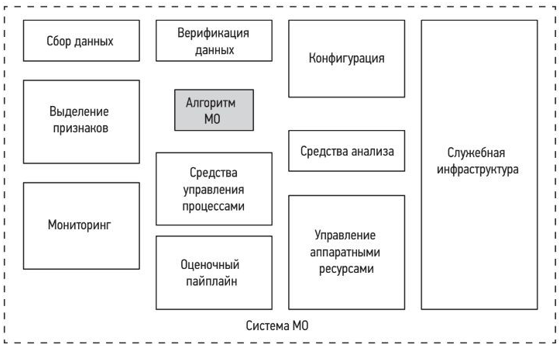 Сбор данных
Выделение
признаков
Мониторинг
Верификация
данных
Алгоритм
МО
Средства
управления
процессами
Оценочный
пайплайн
Конфигурация
Средства анализа
Управление
аппаратными
ресурсами
Служебная
инфраструктура
Система МО